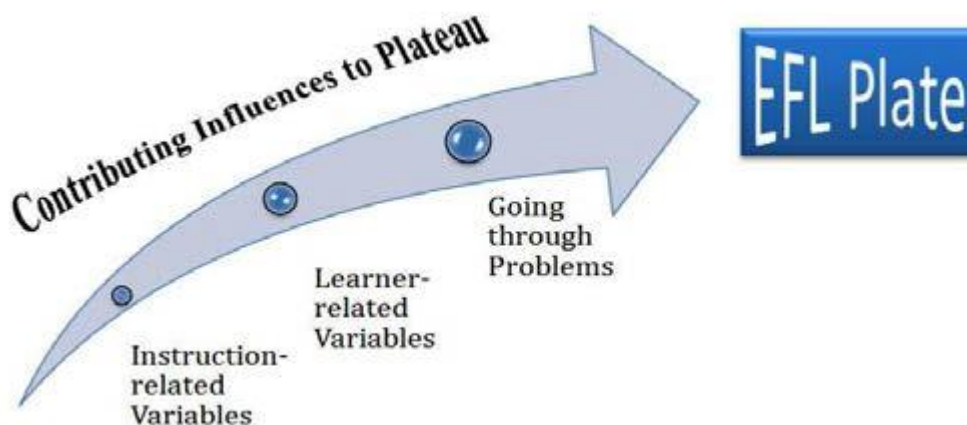 Contributing Influences to Plateau
EFL Plate
Going
through
Problems
Learner-
related
Variables
Instruction-
related
Variables